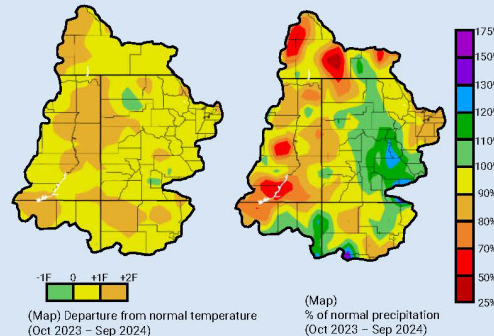 175%
150%
130%
120%
110%
100%
90%
80%
70%
50%
25%
-1F 0 +1F +2F
(Map) Departure from normal temperature
(Oct 2023 – Sep 2024)
(Map)
% of normal precipitation
(Oct 2023 – Sep 2024)